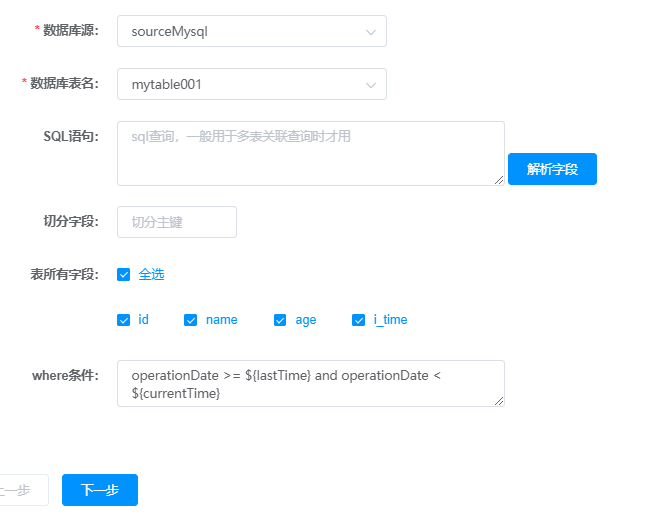 * 数据库源： sourceMysql
* 数据库表名： mytable001
SQL语句： sql查询，一般用于多表关联查询时才用
解析字段
切分字段： 切分主键
表所有字段： 全选
id name age i_time
where条件： operationDate >= ${lastTime} and operationDate <
${currentTime}
上一步 下一步